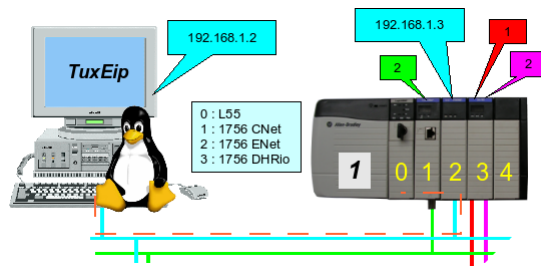 192.168.1.2
192.168.1.3
1
2
2
TuxEip
0 : L55
1 : 1756 CNet
2 : 1756 ENet
3 : 1756 DHRio
Allen-Bradley
1
0 1 2 3 4